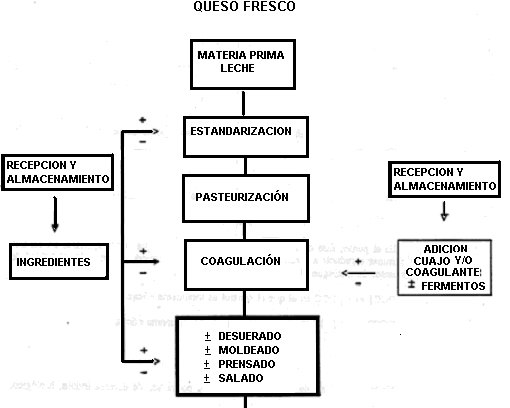 QUESO FRESCO
MATERIA PRIMA
LECHE
+
-
ESTANDARIZACION
RECEPCION Y
ALMACENAMIENTO
PASTEURIZACIÓN
RECEPCION Y
ALMACENAMIENTO
INGREDIENTES
+
-
COAGULACIÓN
+
-
ADICION
CUAJO Y/O
COAGULANTE:
± FERMENTOS
+
-
± DESUERADO
± MOLDEADO
± PRENSADO
± SALADO